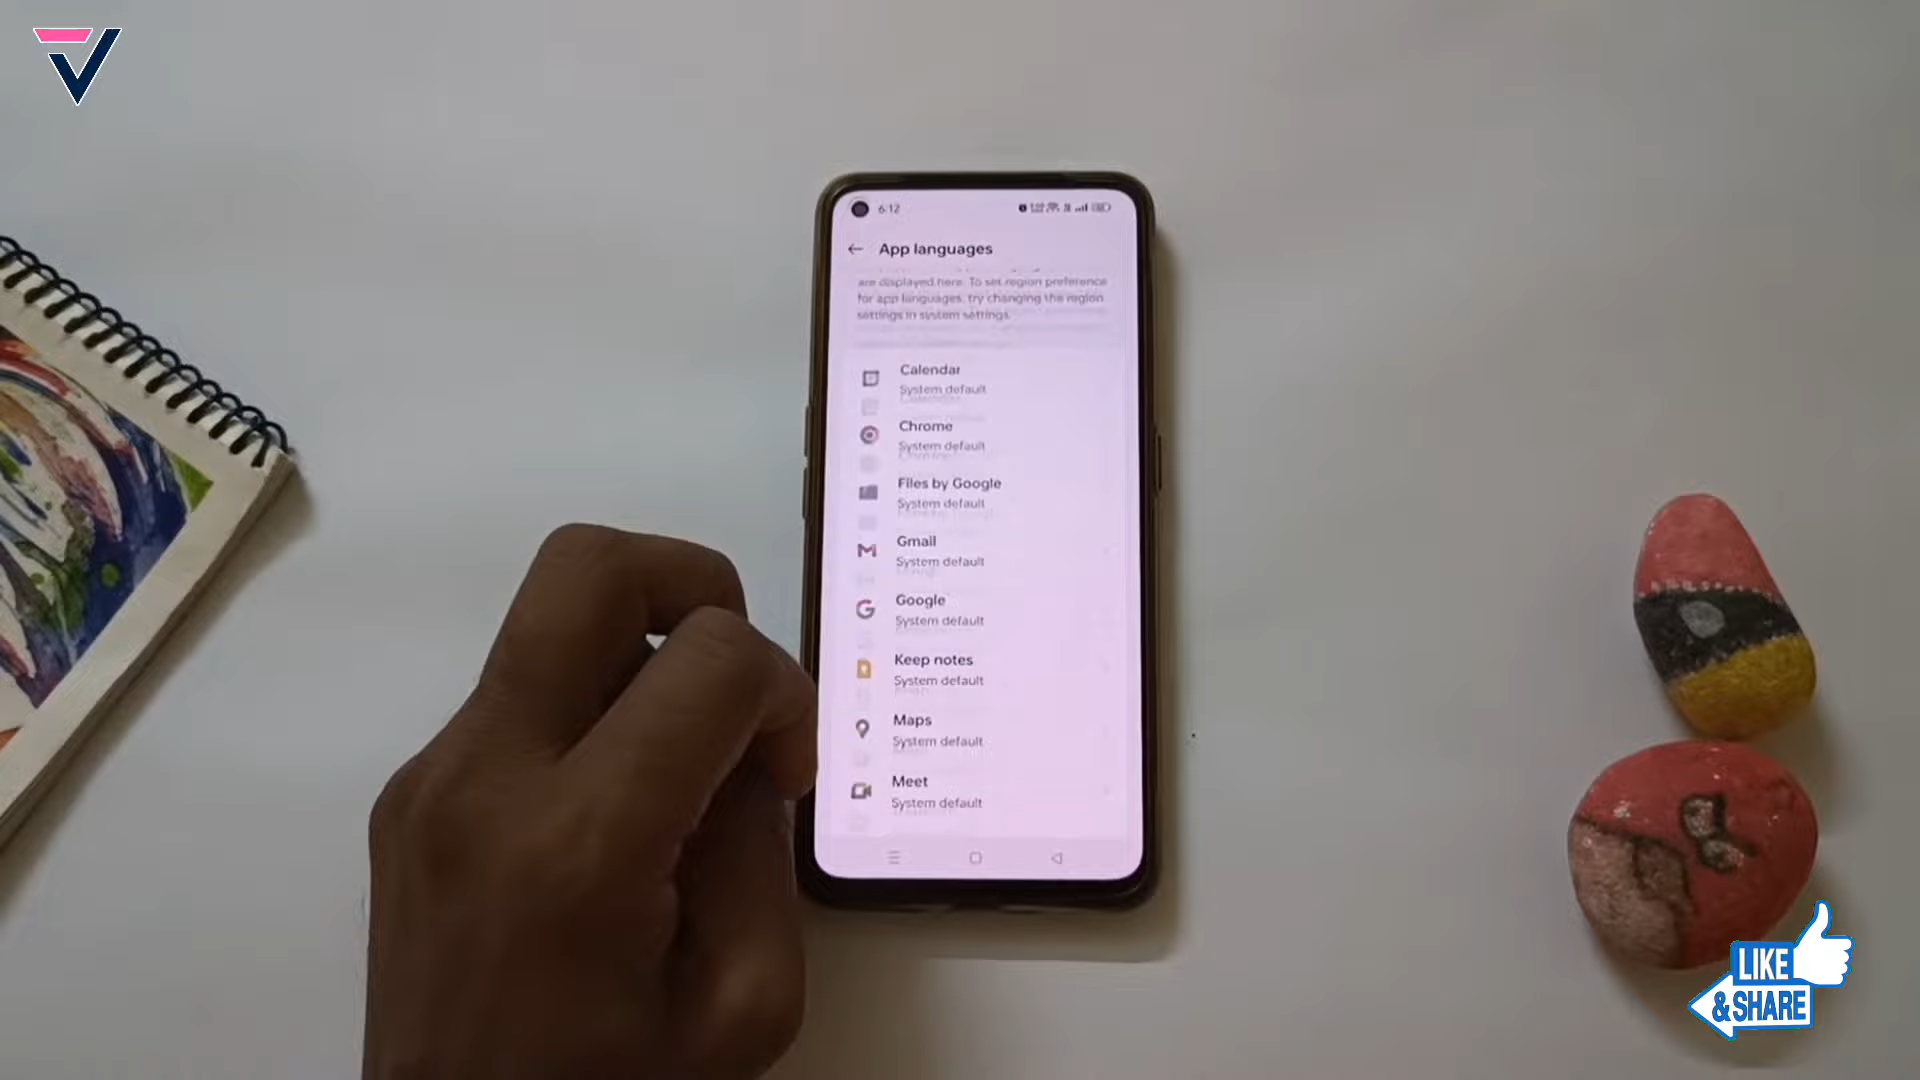 6:12
App languages
are displayed here. To set region preference
for app languages, try changing the region
settings in system settings.
Calendar
System default
Chrome
System default
Files by Google
System default
Gmail
System default
Google
System default
Keep notes
System default
Maps
System default
Meet
System default
LIKE
& SHARE